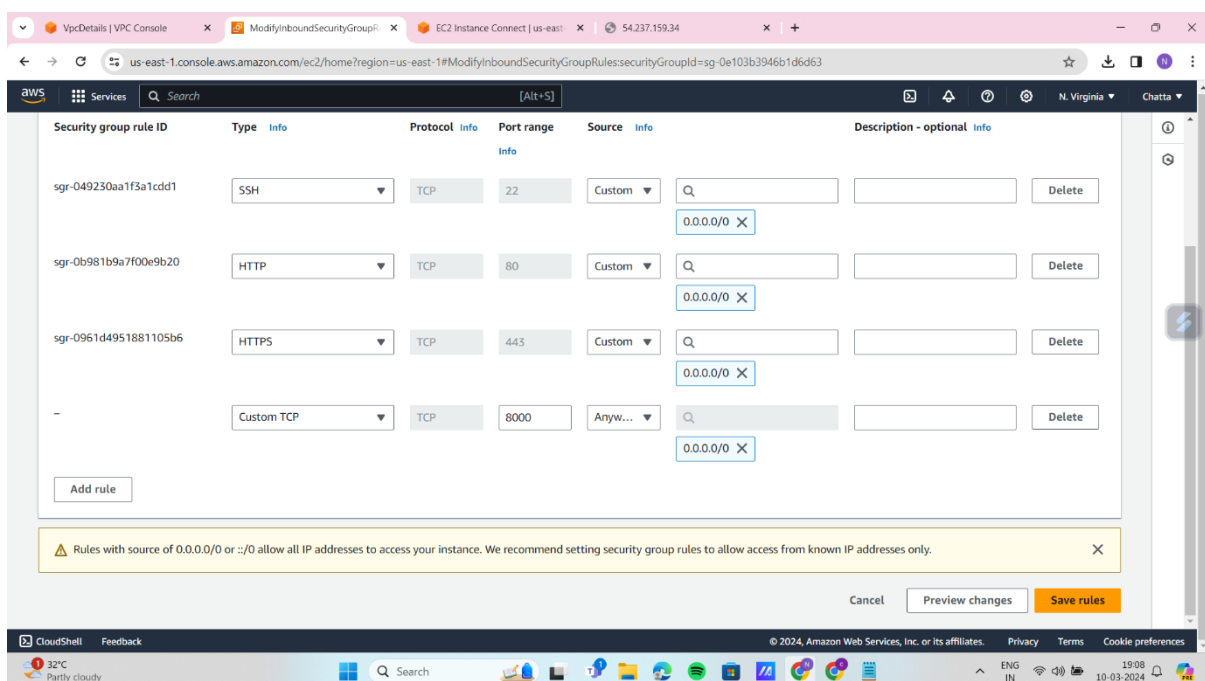 VpcDetails | VPC Console
ModifyInboundSecurityGroupR
EC2 Instance Connect | us-east-
54.237.159.34
us-east-1.console.aws.amazon.com/ec2/home?region=us-east-1#ModifyInboundSecurityGroupRules:securityGroupId=sg-0e103b3946b1d6d63
N
aws Services Search [Alt+S] N. Virginia Chatta
Security group rule ID Type Info Protocol Info Port range Source Info Description - optional Info
Info
sgr-049230aa1f3a1cdd1 SSH TCP 22 Custom Delete
0.0.0.0/0
sgr-0b981b9a7f00e9b20 HTTP TCP 80 Custom Delete
0.0.0.0/0
sgr-0961d4951881105b6 HTTPS TCP 443 Custom Delete
0.0.0.0/0
– Custom TCP TCP 8000 Anyw... Delete
0.0.0.0/0
Add rule
Rules with source of 0.0.0.0/0 or ::/0 allow all IP addresses to access your instance. We recommend setting security group rules to allow access from known IP addresses only.
Cancel Preview changes Save rules
CloudShell Feedback © 2024, Amazon Web Services, Inc. or its affiliates. Privacy Terms Cookie preferences
1 32°C Search ENG 19:08
Partly cloudy IN 10-03-2024